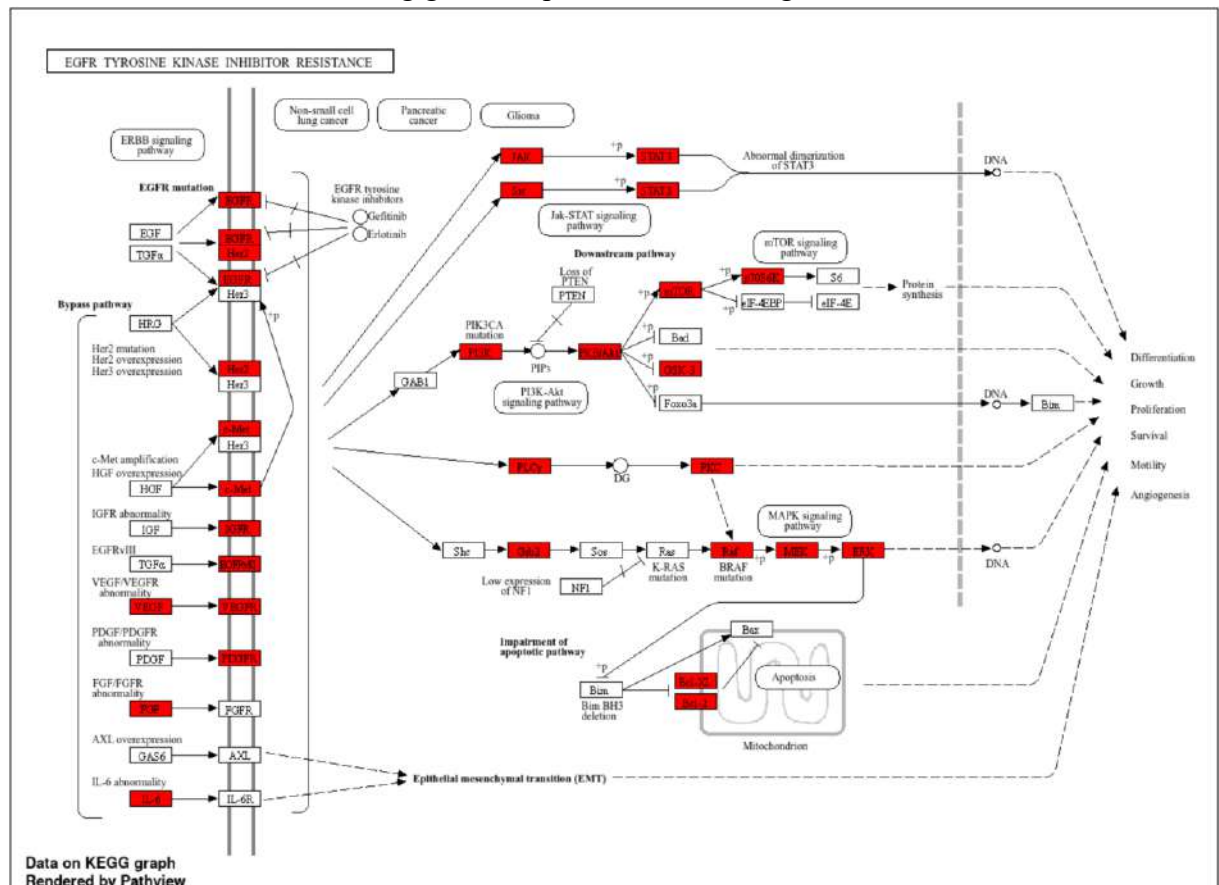 EGFR TYROSINE KINASE INHIBITOR RESISTANCE
Non-small cell
lung cancer
Pancreatic
cancer
Glioma
ERBB signaling
pathway
EGFR mutation
EGFR
EGF
TGFα
EGFR
Her2
EGFR
Her3
EGFR tyrosine
kinase inhibitors
Gefitinib
Erlotinib
JAK
+p
STAT3
Src
+p
STAT3
Abnormal dimerization
of STAT3
DNA
Jak-STAT signaling
pathway
Downstream pathway
mTOR signaling
pathway
Loss of
PTEN
PTEN
+p
mTOR
+p
p70S6K
S6
+p
eIF-4EBP
eIF-4E
Protein
synthesis
Bypass pathway
HRG
+p
Her2 mutation
Her2 overexpression
Her3 overexpression
Her2
Her3
PIK3CA
mutation
PI3K
PIPs
GAB1
PI3K-Akt
signaling pathway
+p
Bad
+p
GSK-3
+p
Foxo3a
DNA
Bim
Differentiation
Growth
Proliferation
Survival
Motility
Angiogenesis
c-Met
Her3
c-Met amplification
HGF overexpression
HGF
c-Met
PLCγ
DG
PKC
IGFR abnormality
IGF
IGFR
MAPK signaling
pathway
Shc
Grb2
Sos
Ras
K-RAS
mutation
Raf
BRAF
mutation
+p
MEK
+p
ERK
DNA
Low expression
of NF1
NF1
EGFRvIII
TGFα
EGFRvIII
VEGF/VEGFR
abnormality
VEGF
VEGFR
PDGF/PDGFR
abnormality
PDGF
PDGFR
Impairment of
apoptotic pathway
+p
Bim
Bim BH3
deletion
Bax
Bcl-XL
Bcl-2
Apoptosis
Mitochondrion
FGF/FGFR
abnormality
FGF
FGFR
AXL overexpression
GAS6
AXL
IL-6 abnormality
IL-6
IL-6R
Epithelial mesenchymal transition (EMT)
Data on KEGG graph
Rendered by Pathview